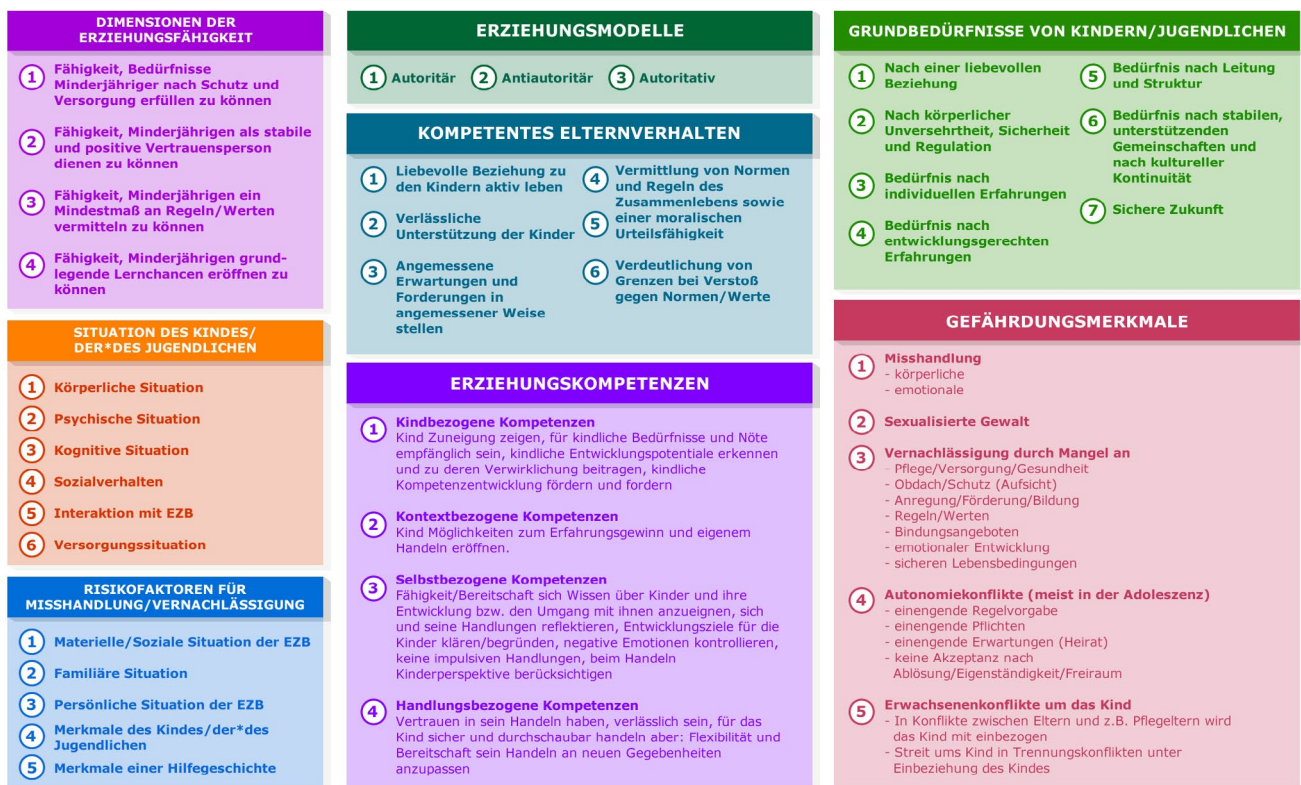 DIMENSIONEN DER
ERZIEHUNGSFÄHIGKEIT
1 Fähigkeit, Bedürfnisse
Minderjähriger nach Schutz und
Versorgung erfüllen zu können
2 Fähigkeit, Minderjährigen als stabile
und positive Vertrauensperson
dienen zu können
3 Fähigkeit, Minderjährigen ein
Mindestmaß an Regeln/Werten
vermitteln zu können
4 Fähigkeit, Minderjährigen grund-
legende Lernchancen eröffnen zu
können
SITUATION DES KINDES/
DER*DES JUGENDLICHEN
1 Körperliche Situation
2 Psychische Situation
3 Kognitive Situation
4 Sozialverhalten
5 Interaktion mit EZB
6 Versorgungssituation
RISIKOFAKTOREN FÜR
MISSHANDLUNG/VERNACHLÄSSIGUNG
1 Materielle/Soziale Situation der EZB
2 Familiäre Situation
3 Persönliche Situation der EZB
4 Merkmale des Kindes/der*des
Jugendlichen
5 Merkmale einer Hilfegeschichte
ERZIEHUNGSMODELLE
1 Autoritär 2 Antiautoritär 3 Autoritativ
KOMPETENTES ELTERNVERHALTEN
1 Liebevolle Beziehung zu
den Kindern aktiv leben
2 Verlässliche
Unterstützung der Kinder
3 Angemessene
Erwartungen und
Forderungen in
angemessener Weise
stellen
4 Vermittlung von Normen
und Regeln des
Zusammenlebens sowie
5 einer moralischen
Urteilsfähigkeit
6 Verdeutlichung von
Grenzen bei Verstoß
gegen Normen/Werte
ERZIEHUNGSKOMPETENZEN
1 Kindbezogene Kompetenzen
Kind Zuneigung zeigen, für kindliche Bedürfnisse und Nöte
empfänglich sein, kindliche Entwicklungspotentiale erkennen
und zu deren Verwirklichung beitragen, kindliche
Kompetenzentwicklung fördern und fordern
2 Kontextbezogene Kompetenzen
Kind Möglichkeiten zum Erfahrungsgewinn und eigenem
Handeln eröffnen.
3 Selbstbezogene Kompetenzen
Fähigkeit/Bereitschaft sich Wissen über Kinder und ihre
Entwicklung bzw. den Umgang mit ihnen anzueignen, sich
und seine Handlungen reflektieren, Entwicklungsziele für die
Kinder klären/begründen, negative Emotionen kontrollieren,
keine impulsiven Handlungen, beim Handeln
Kinderperspektive berücksichtigen
4 Handlungsbezogene Kompetenzen
Vertrauen in sein Handeln haben, verlässlich sein, für das
Kind sicher und durchschaubar handeln aber: Flexibilität und
Bereitschaft sein Handeln an neuen Gegebenheiten
anzupassen
GRUNDBEDÜRFNISSE VON KINDERN/JUGENDLICHEN
1 Nach einer liebevollen
Beziehung
2 Nach körperlicher
Unversehrtheit, Sicherheit
und Regulation
3 Bedürfnis nach
individuellen Erfahrungen
4 Bedürfnis nach
entwicklungsgerechten
Erfahrungen
5 Bedürfnis nach Leitung
und Struktur
6 Bedürfnis nach stabilen,
unterstützenden
Gemeinschaften und
nach kultureller
Kontinuität
7 Sichere Zukunft
GEFÄHRDUNGSMERKMALE
1 Misshandlung
- körperliche
- emotionale
2 Sexualisierte Gewalt
3 Vernachlässigung durch Mangel an
- Pflege/Versorgung/Gesundheit
- Obdach/Schutz (Aufsicht)
- Anregung/Förderung/Bildung
- Regeln/Werten
- Bindungsangeboten
- emotionaler Entwicklung
- sicheren Lebensbedingungen
4 Autonomiekonflikte (meist in der Adoleszenz)
- einengende Regelvorgabe
- einengende Pflichten
- einengende Erwartungen (Heirat)
- keine Akzeptanz nach
Ablösung/Eigenständigkeit/Freiraum
5 Erwachsenenkonflikte um das Kind
- In Konflikte zwischen Eltern und z.B. Pflegeltern wird
das Kind mit einbezogen
- Streit ums Kind in Trennungskonflikten unter
Einbeziehung des Kindes